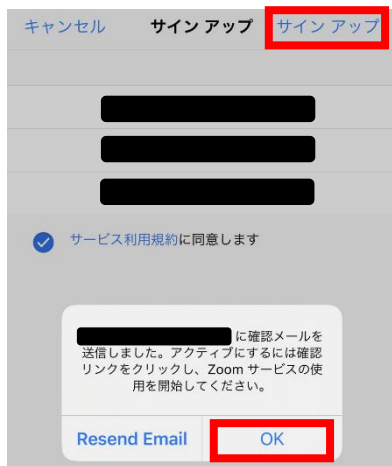 キャンセル サイン アップ サイン アップ
サービス利用規約に同意します
に確認メールを
送信しました。アクティブにするには確認
リンクをクリックし、Zoom サービスの使
用を開始してください。
Resend Email OK